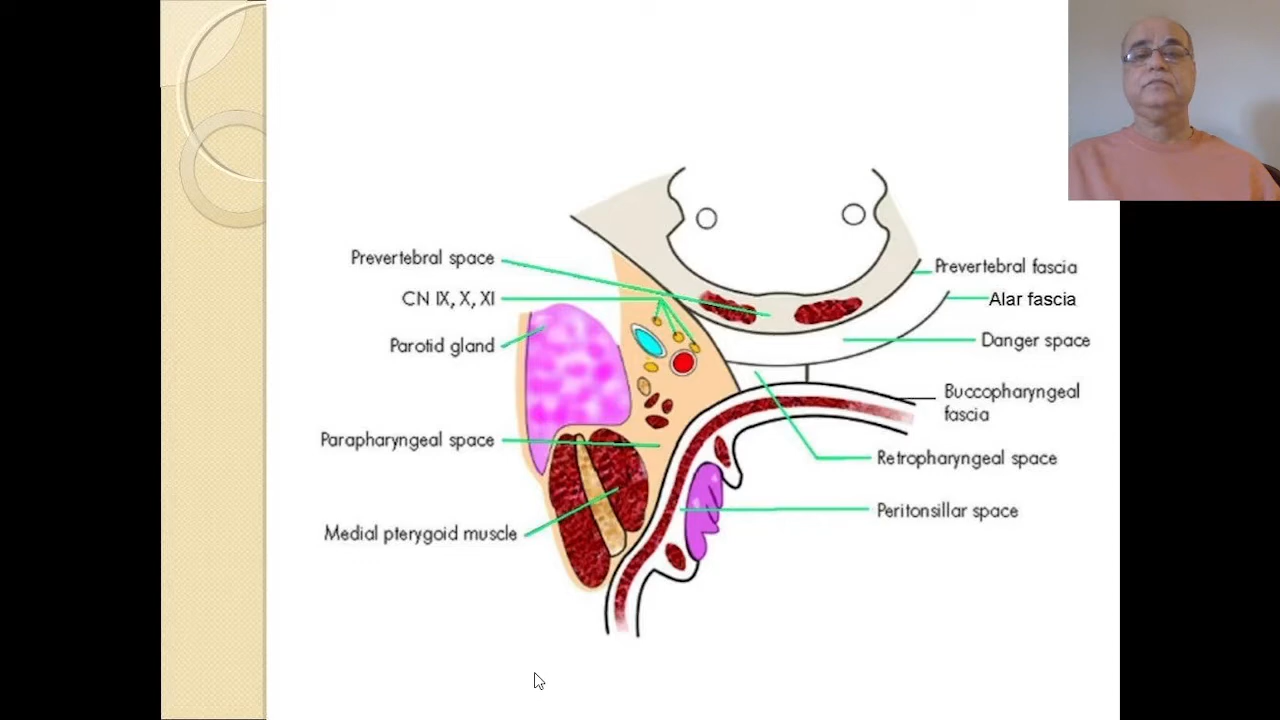 Prevertebral space
CN IX, X, XI
Parotid gland
Parapharyngeal space
Medial pterygoid muscle
Prevertebral fascia
Alar fascia
Danger space
Buccopharyngeal
fascia
Retropharyngeal space
Peritonsillar space